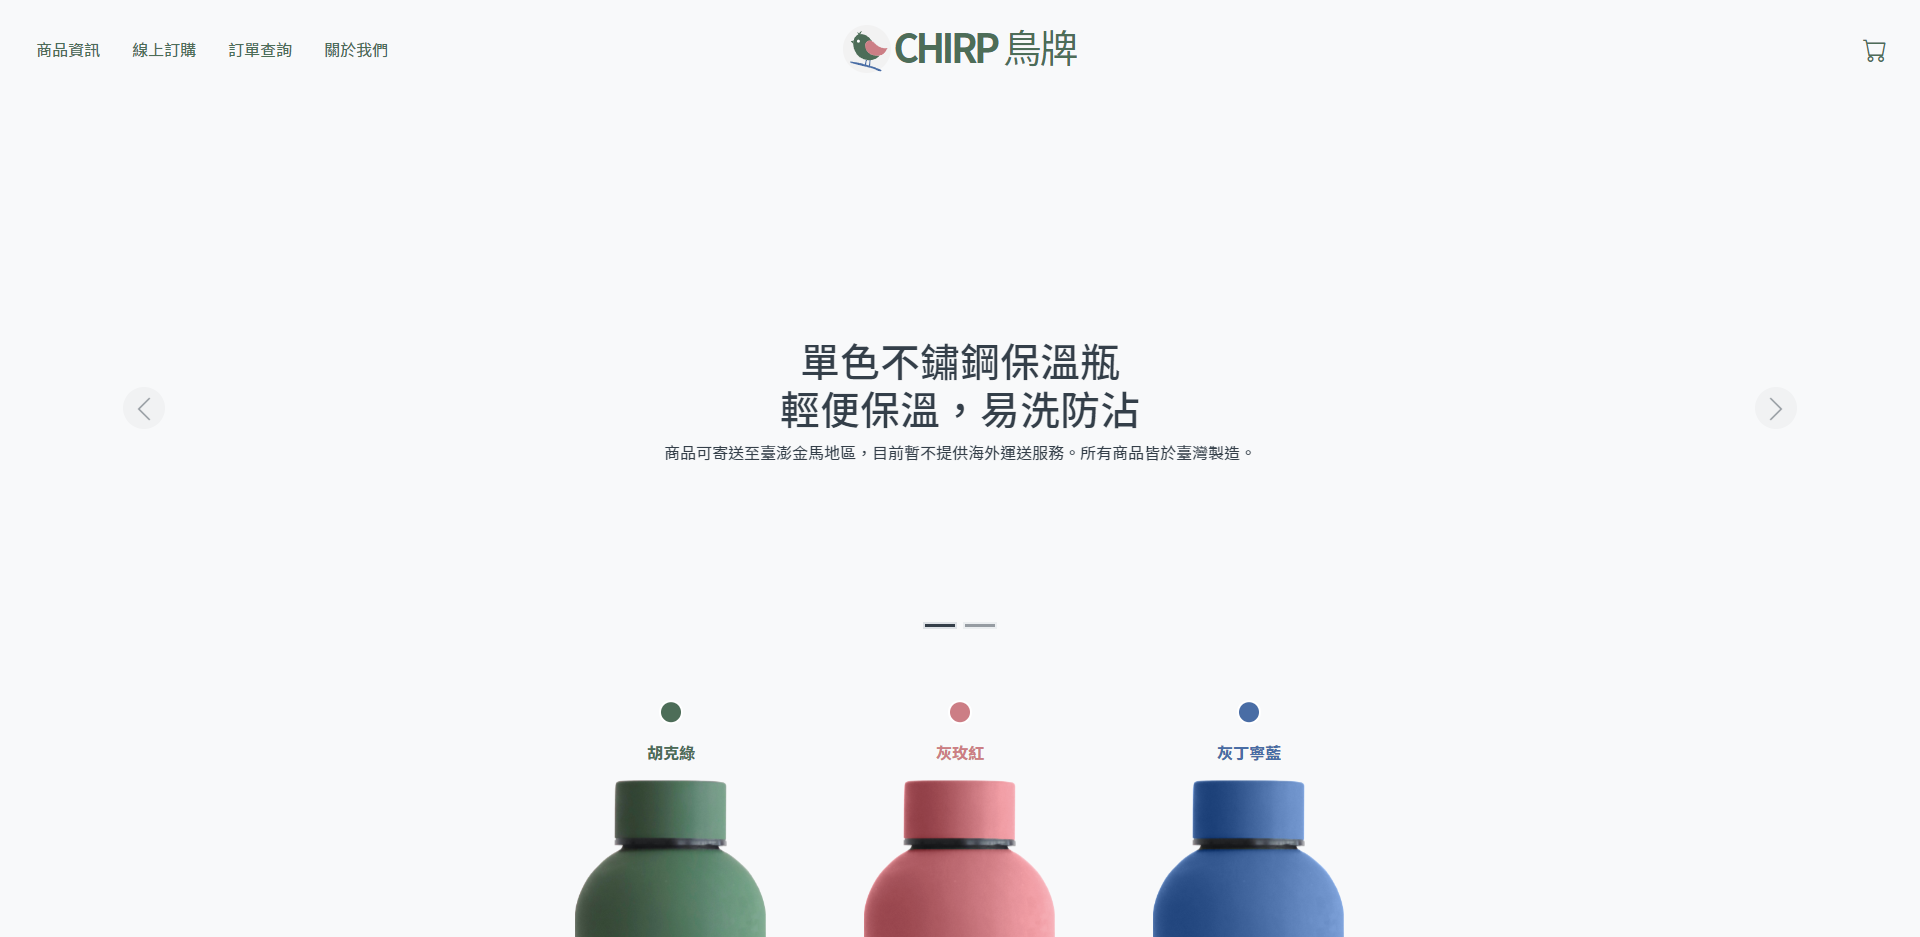 商品資訊
線上訂購
訂單查詢
關於我們
CHIRP 鳥牌
單色不鏽鋼保溫瓶
輕便保溫，易洗防沾
商品可寄送至臺澎金馬地區，目前暫不提供海外運送服務。所有商品皆於臺灣製造。
胡克綠
灰玫紅
灰丁寧藍